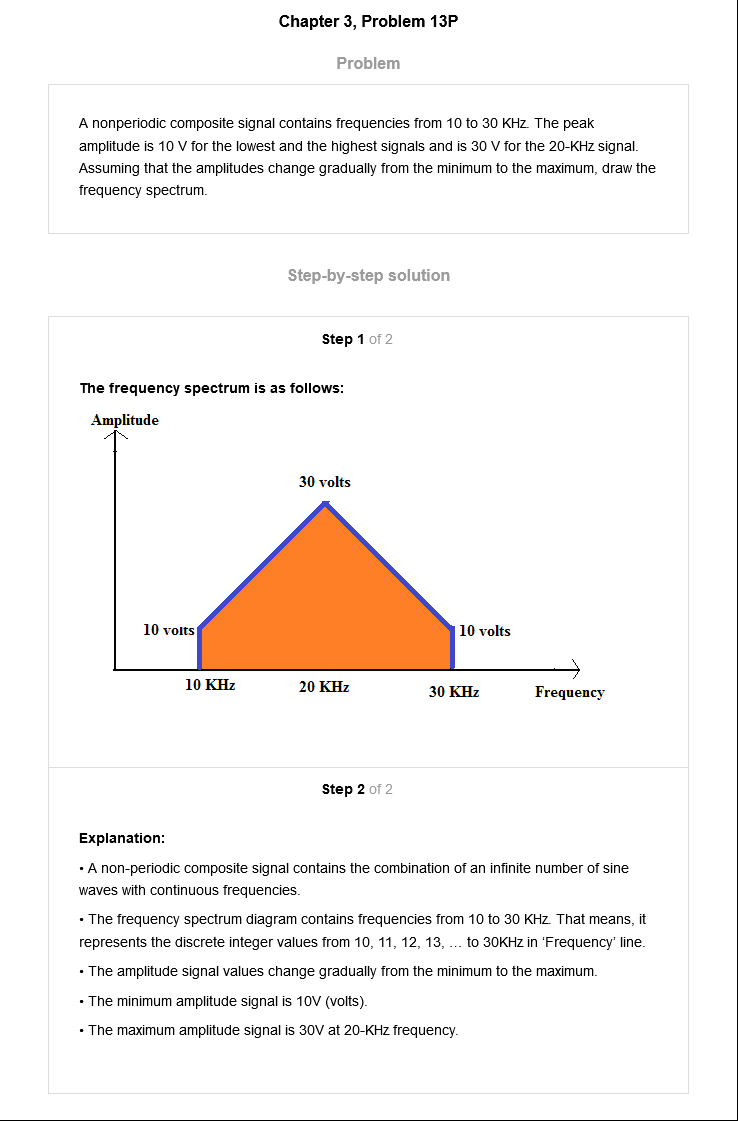 Chapter 3, Problem 13P
Problem
A nonperiodic composite signal contains frequencies from 10 to 30 KHz. The peak
amplitude is 10 V for the lowest and the highest signals and is 30 V for the 20-KHz signal.
Assuming that the amplitudes change gradually from the minimum to the maximum, draw the
frequency spectrum.
Step-by-step solution
Step 1 of 2
The frequency spectrum is as follows:
Amplitude
30 volts
10 volts
10 volts
10 KHz
20 KHz
30 KHz
Frequency
Step 2 of 2
Explanation:
• A non-periodic composite signal contains the combination of an infinite number of sine
waves with continuous frequencies.
• The frequency spectrum diagram contains frequencies from 10 to 30 KHz. That means, it
represents the discrete integer values from 10, 11, 12, 13, … to 30KHz in ‘Frequency’ line.
• The amplitude signal values change gradually from the minimum to the maximum.
• The minimum amplitude signal is 10V (volts).
• The maximum amplitude signal is 30V at 20-KHz frequency.